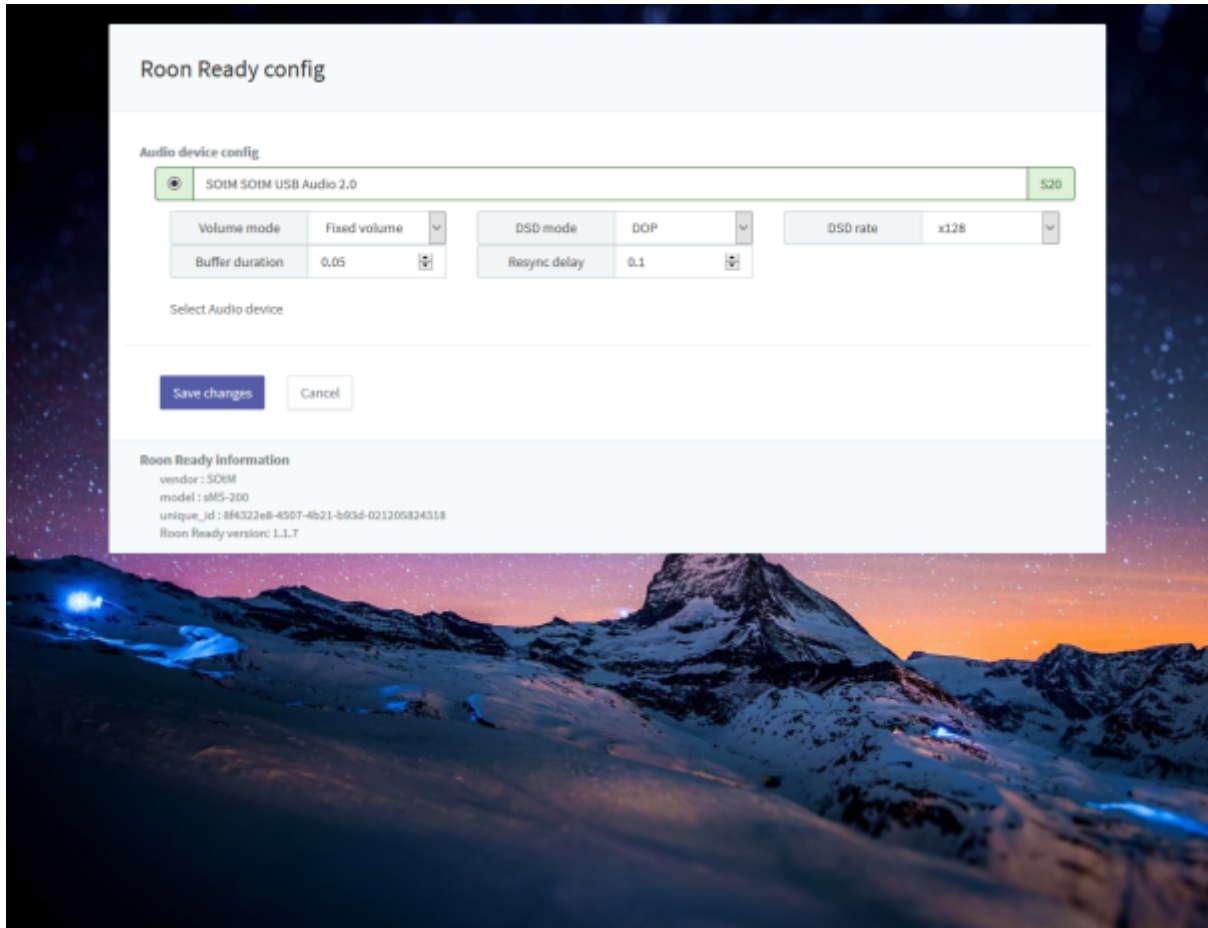 Roon Ready config
Audio device config
SOtM SOtM USB Audio 2.0 S20
Volume mode Fixed volume DSD mode DOP DSD rate x128
Buffer duration 0.05 Resync delay 0.1
Select Audio device
Save changes Cancel
Roon Ready information
vendor : SOtM
model : sMS-200
unique_id : 8f4322e8-4507-4b21-b93d-021205824318
Roon Ready version: 1.1.7